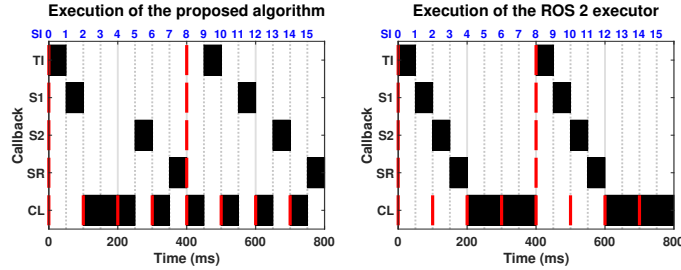 Execution of the proposed algorithm
SI 0 1 2 3 4 5 6 7 8 9 10 11 12 13 14 15
Callback
TI
S1
S2
SR
CL
0 200 400 600 800
Time (ms)
Execution of the ROS 2 executor
SI 0 1 2 3 4 5 6 7 8 9 10 11 12 13 14 15
Callback
TI
S1
S2
SR
CL
0 200 400 600 800
Time (ms)